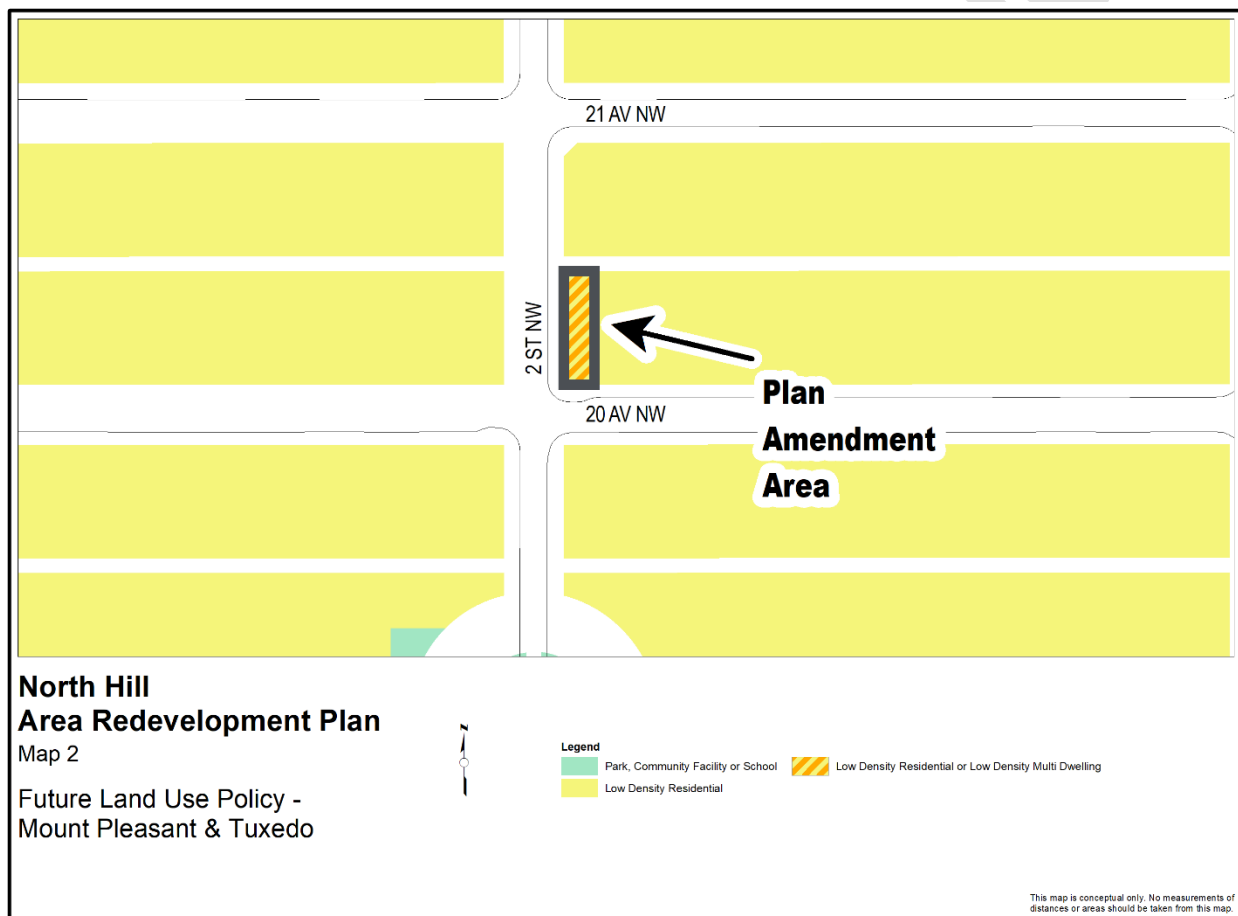 21 AV NW
2 ST NW
20 AV NW
Plan
Amendment
Area
North Hill
Area Redevelopment Plan
Map 2
Future Land Use Policy -
Mount Pleasant & Tuxedo
N
Legend
Park, Community Facility or School
Low Density Residential or Low Density Multi Dwelling
Low Density Residential
This map is conceptual only. No measurements of
distances or areas should be taken from this map.